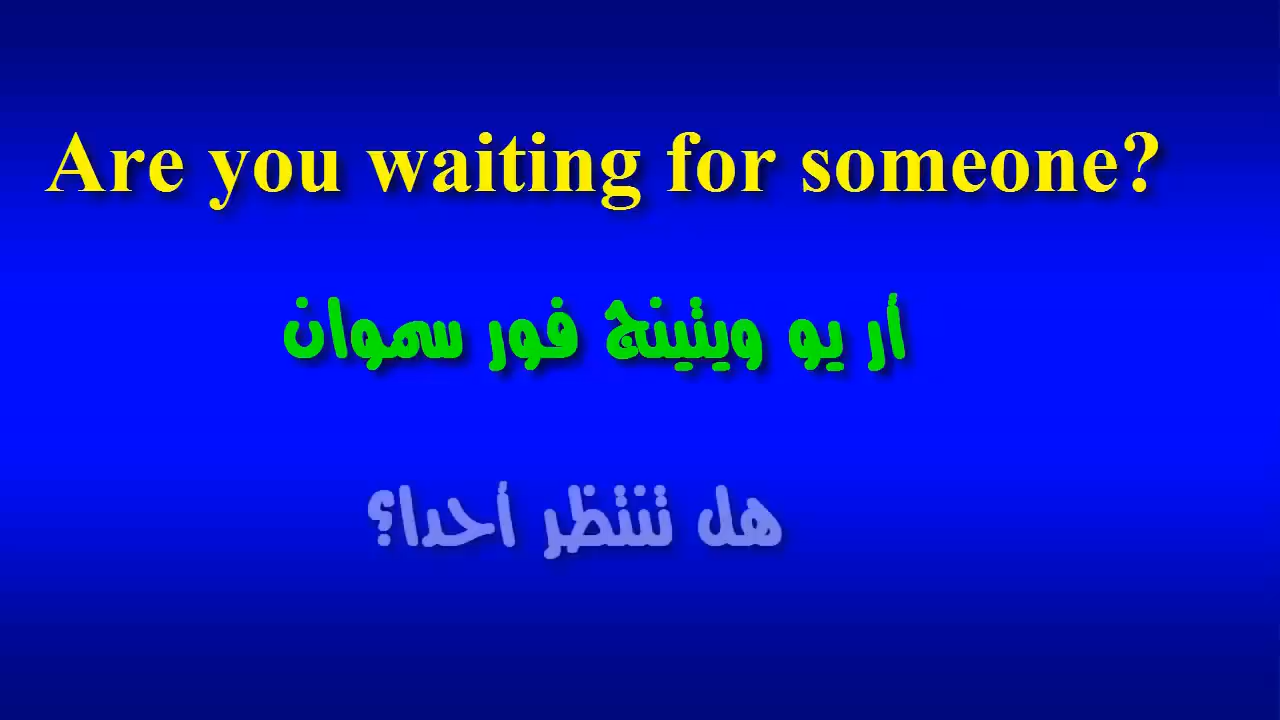 Are you waiting for someone?
أر يو ويتينج فور سموان
هل تنتظر أحدا؟